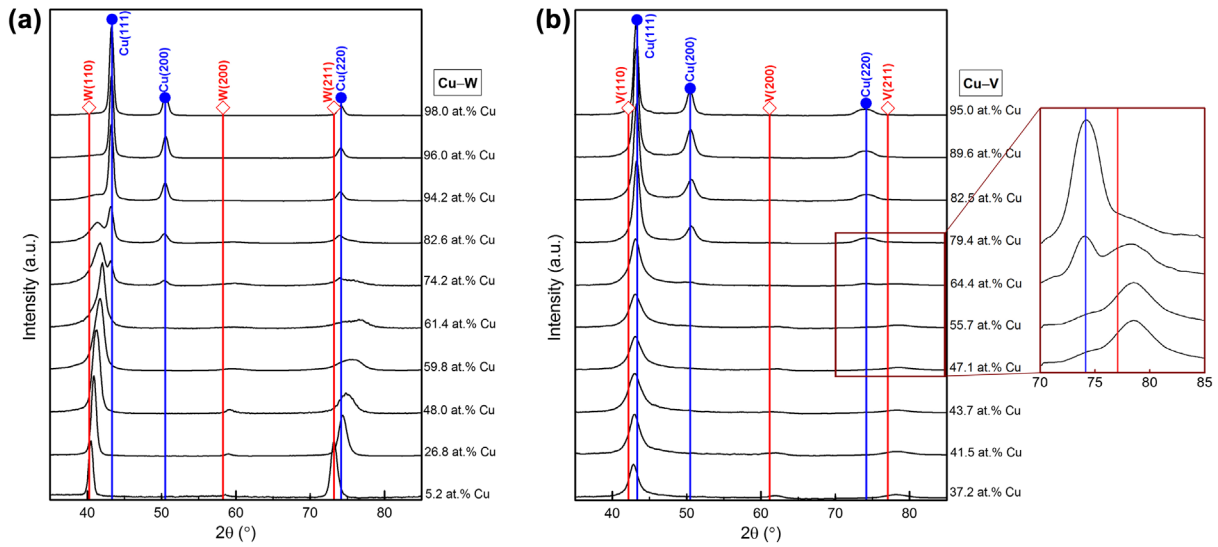 (a)
W(110)
Cu(111)
Cu(200)
W(200)
W(211)
Cu(220)
Cu–W
98.0 at.% Cu
96.0 at.% Cu
94.2 at.% Cu
82.6 at.% Cu
74.2 at.% Cu
61.4 at.% Cu
59.8 at.% Cu
48.0 at.% Cu
26.8 at.% Cu
5.2 at.% Cu
Intensity (a.u.)
40 50 60 70 80
2θ (°)
(b)
V(110)
Cu(111)
Cu(200)
V(200)
Cu(220)
V(211)
Cu–V
95.0 at.% Cu
89.6 at.% Cu
82.5 at.% Cu
79.4 at.% Cu
64.4 at.% Cu
55.7 at.% Cu
47.1 at.% Cu
43.7 at.% Cu
41.5 at.% Cu
37.2 at.% Cu
Intensity (a.u.)
40 50 60 70 80
2θ (°)
70 75 80 85